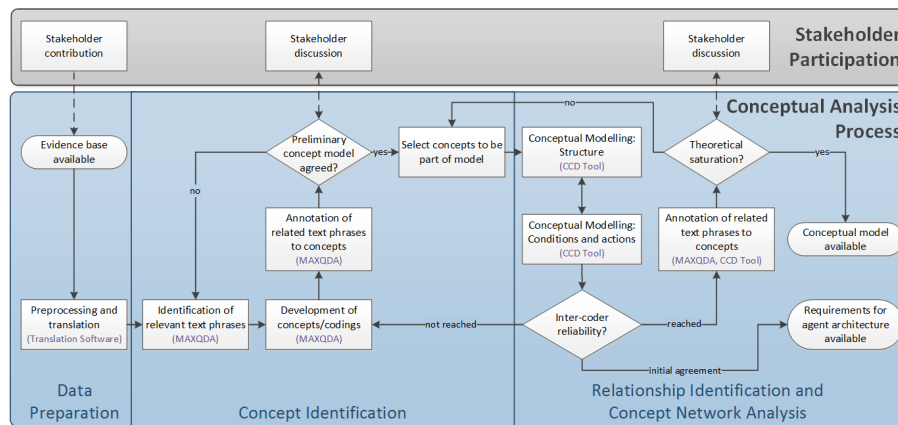 Stakeholder
contribution
Stakeholder
discussion
Stakeholder
discussion
Stakeholder
Participation
Conceptual Analysis
Process
Evidence base
available
Preliminary
concept model
agreed?
yes
no
Select concepts to be
part of model
no
Conceptual Modelling:
Structure
(CCD Tool)
Theoretical
saturation?
yes
Annotation of
related text phrases
to concepts
(MAXQDA)
Conceptual Modelling:
Conditions and actions
(CCD Tool)
Annotation of related
text phrases to
concepts
(MAXQDA, CCD Tool)
Conceptual model
available
Preprocessing and
translation
(Translation Software)
Identification of
relevant text phrases
(MAXQDA)
Development of
concepts/codings
(MAXQDA)
not reached
Inter-coder
reliability?
reached
Requirements for
agent architecture
available
initial agreement
Data
Preparation
Concept Identification
Relationship Identification and
Concept Network Analysis